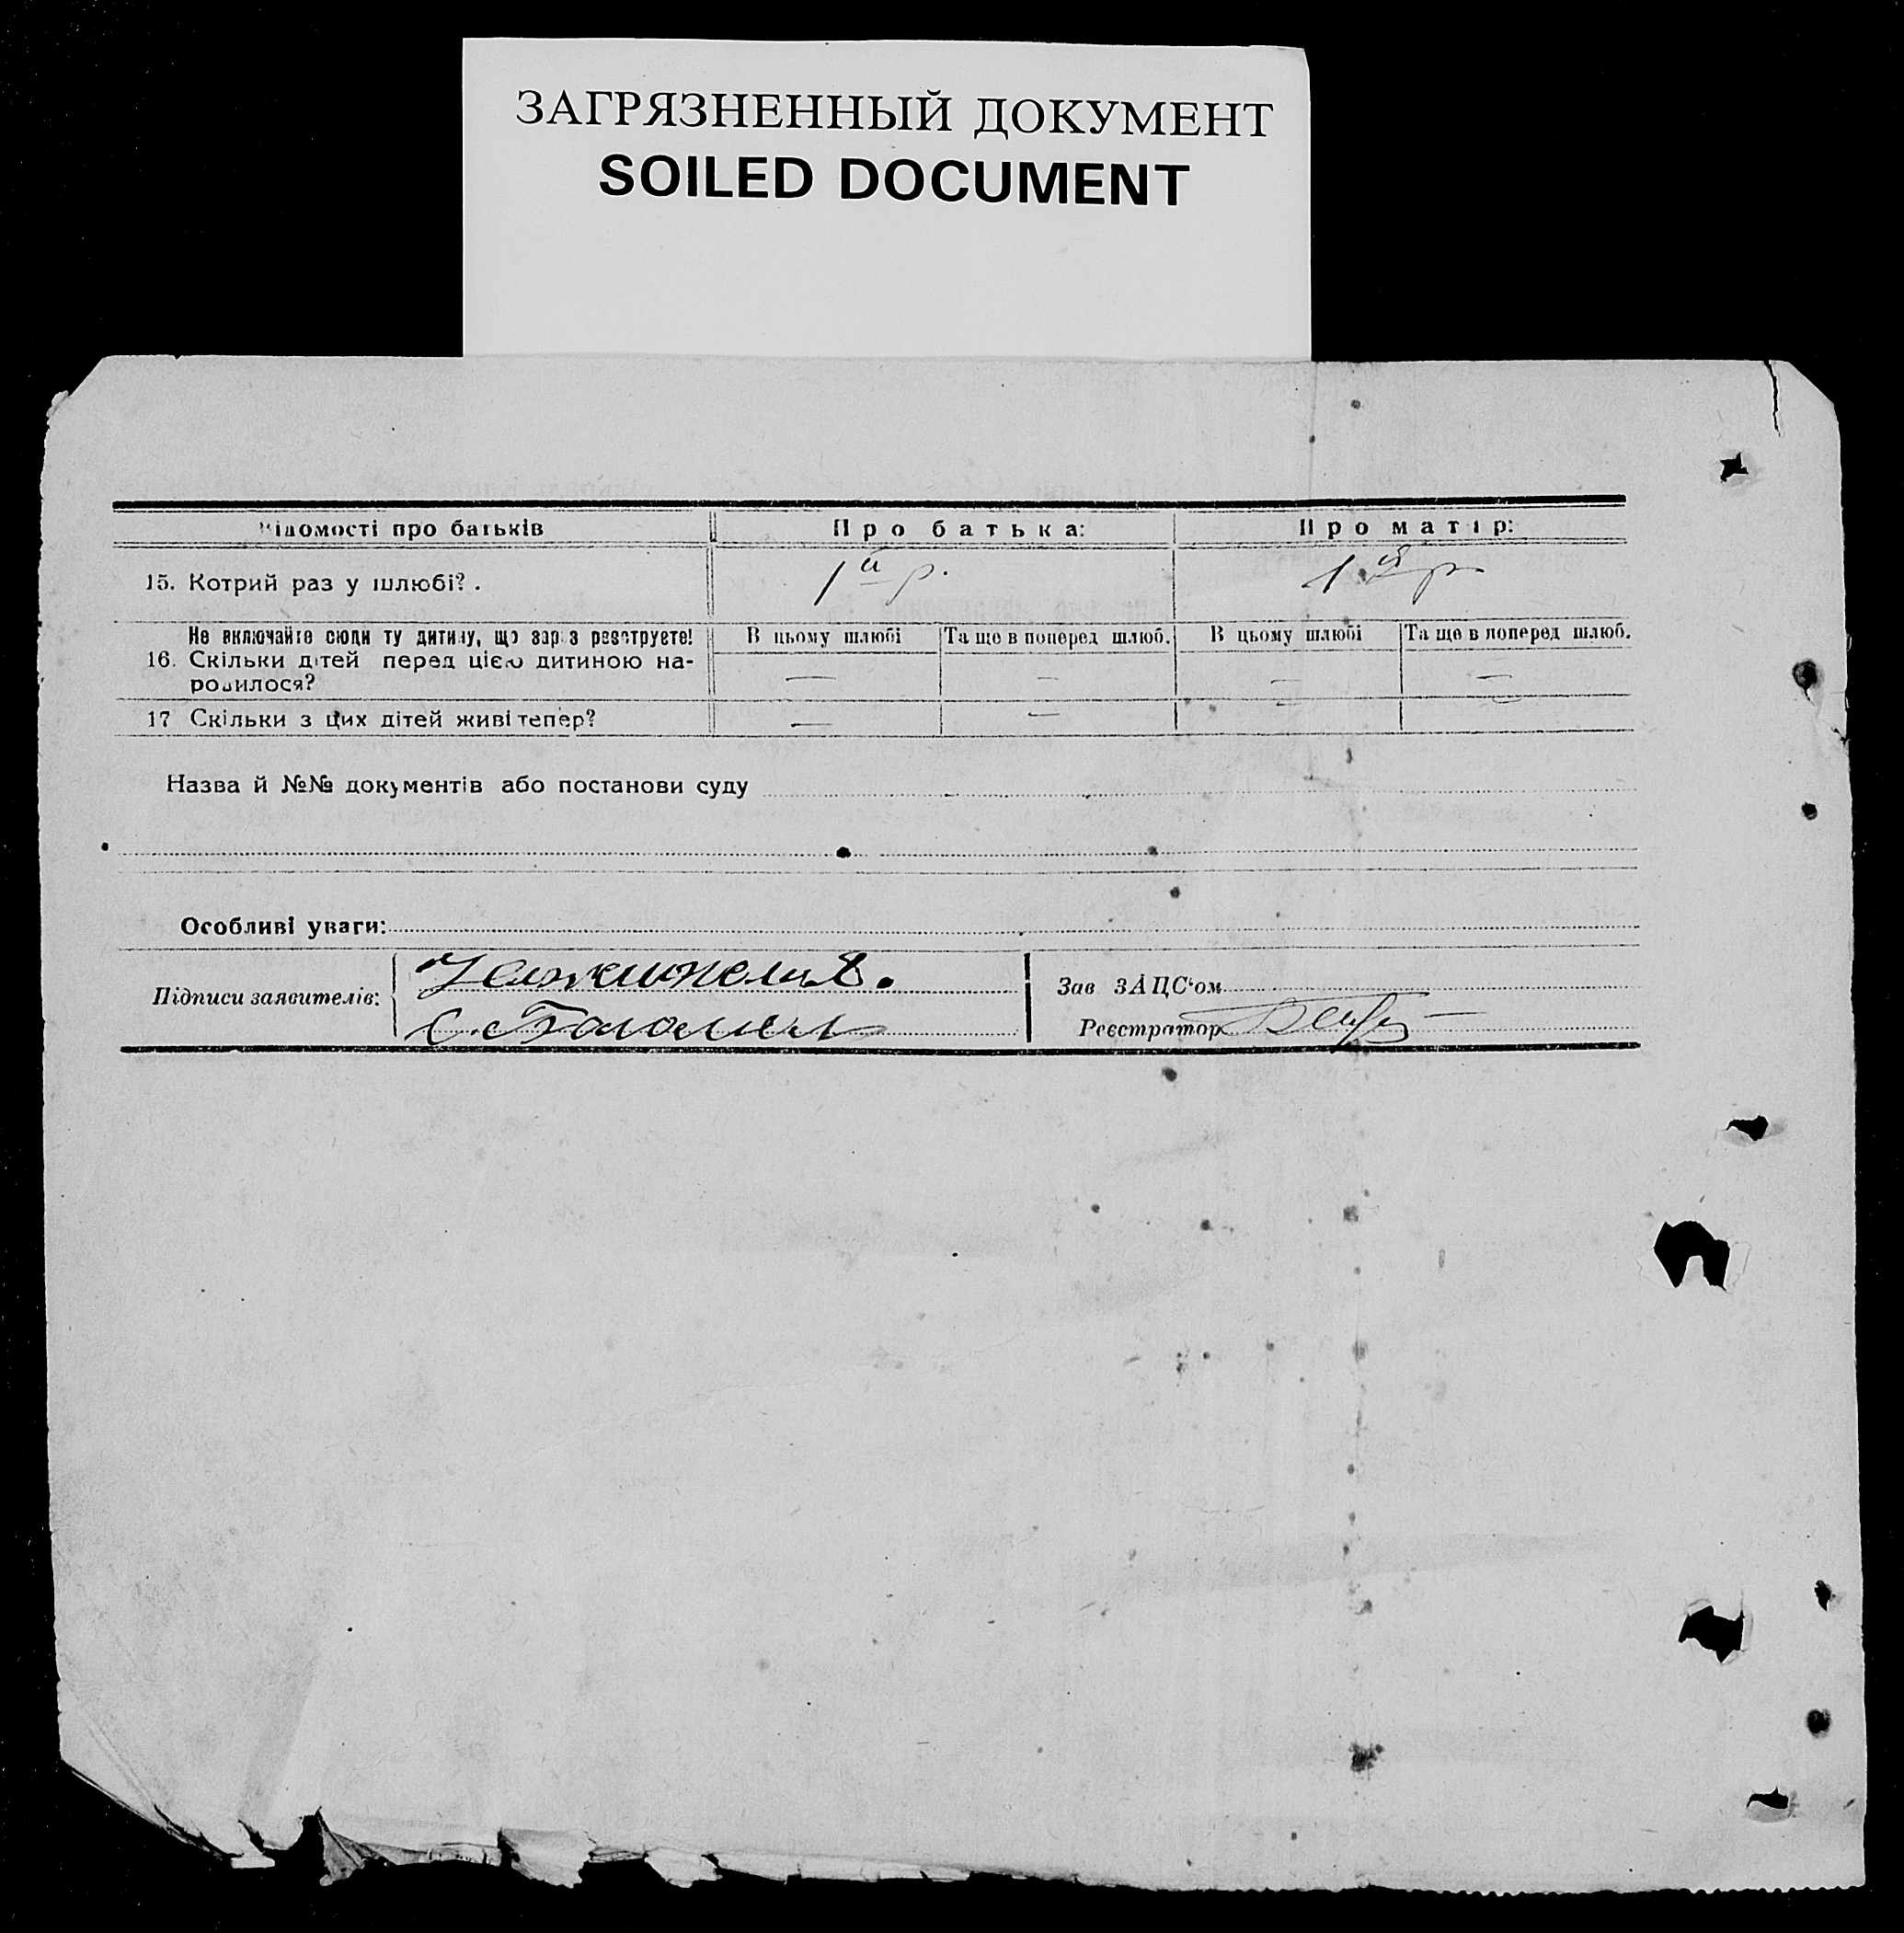 ЗАГРЯЗНЕННЫЙ ДОКУМЕНТ
SOILED DOCUMENT
Відомості про батьків Про батька: Про матір:
15. Котрий раз у шлюбі? . 1й р. 1й р
Не включайте сюди ту дитину, що зараз реєструєте! В цьому шлюбі Та ще в поперед шлюб. В цьому шлюбі Та ще в поперед шлюб.
16. Скільки дітей перед цією дитиною на- — — — —
родилося?
17 Скільки з цих дітей живі тепер? — — — —
Назва й №№ документів або постанови суду
Особливі уваги:
Підписи заявителів:
Зав ЗАЦС'ом
Реєстратор